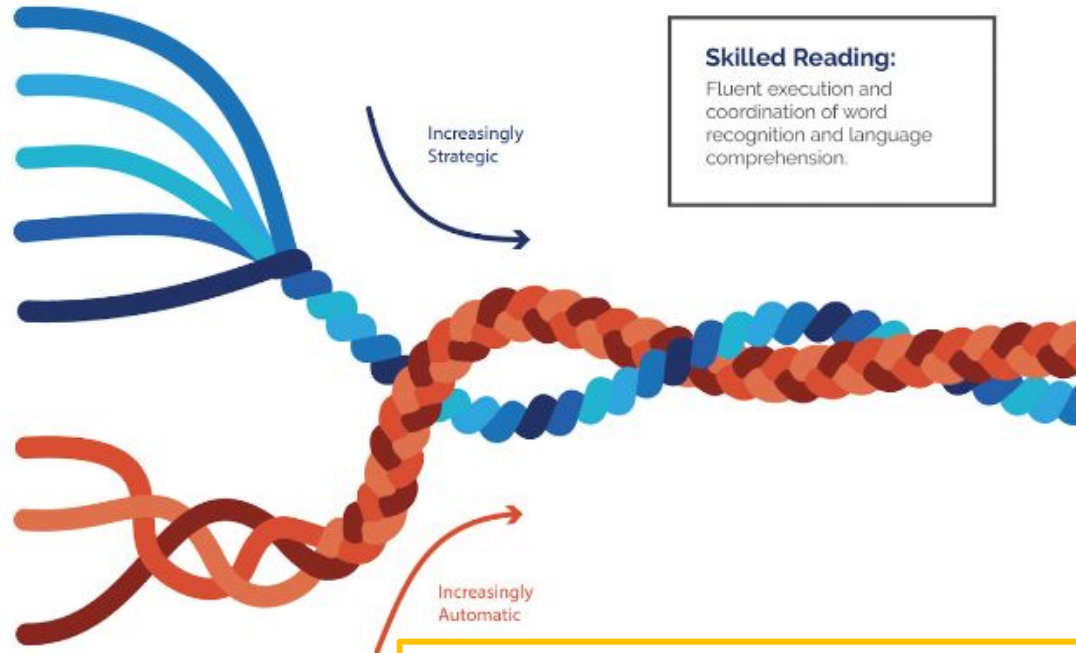 Skilled Reading:
Fluent execution and
coordination of word
recognition and language
comprehension.
Increasingly
Strategic
Increasingly
Automatic